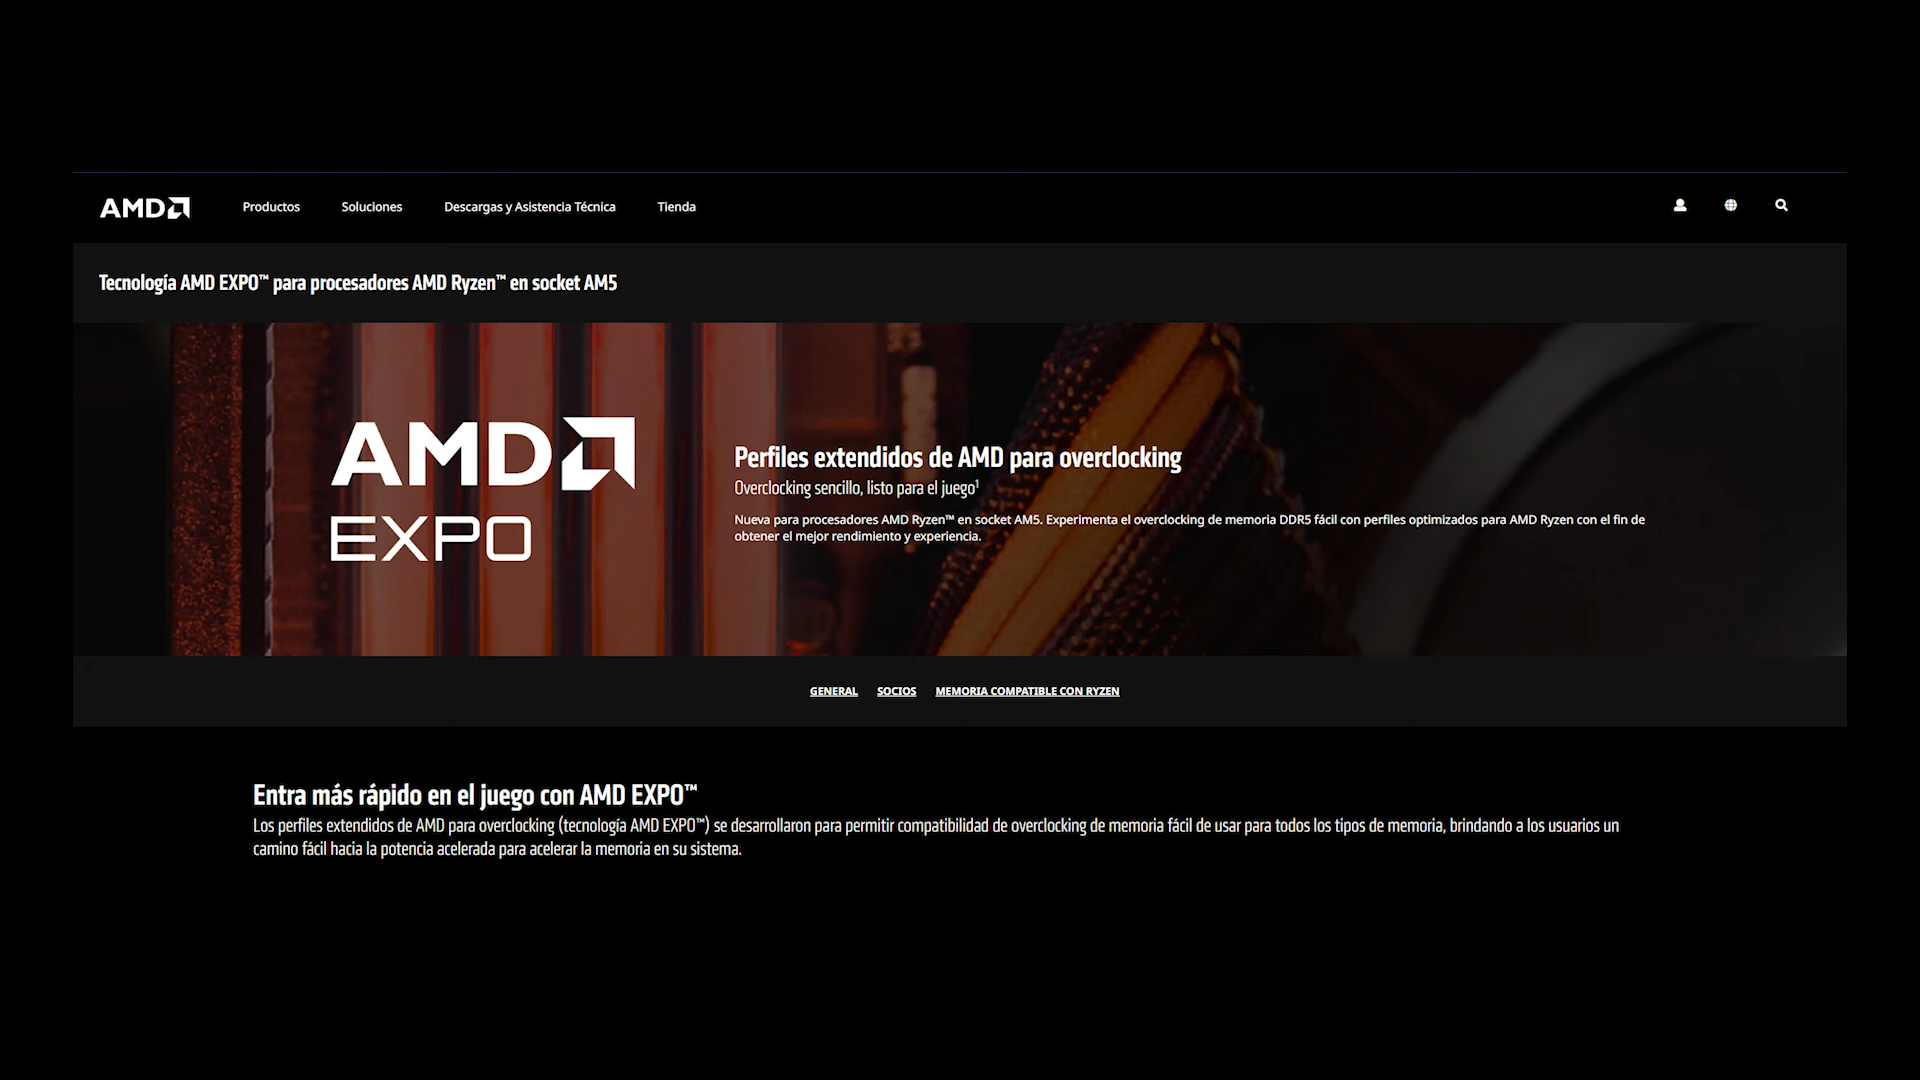 AMD
Productos
Soluciones
Descargas y Asistencia Técnica
Tienda
Tecnología AMD EXPO™ para procesadores AMD Ryzen™ en socket AM5
AMD
EXPO
Perfiles extendidos de AMD para overclocking
Overclocking sencillo, listo para el juego¹
Nueva para procesadores AMD Ryzen™ en socket AM5. Experimenta el overclocking de memoria DDR5 fácil con perfiles optimizados para AMD Ryzen con el fin de
obtener el mejor rendimiento y experiencia.
GENERAL
SOCIOS
MEMORIA COMPATIBLE CON RYZEN
Entra más rápido en el juego con AMD EXPO™
Los perfiles extendidos de AMD para overclocking (tecnología AMD EXPO™) se desarrollaron para permitir compatibilidad de overclocking de memoria fácil de usar para todos los tipos de memoria, brindando a los usuarios un
camino fácil hacia la potencia acelerada para acelerar la memoria en su sistema.